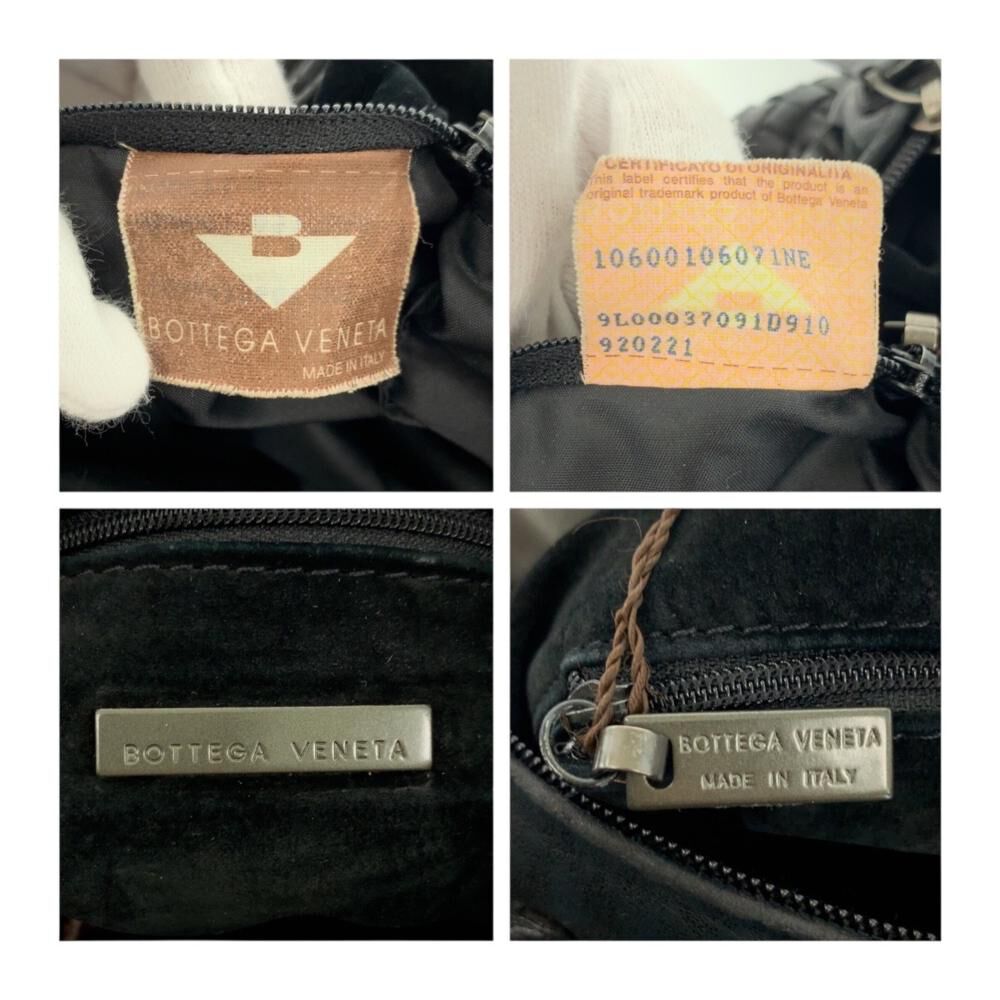 B
BOTTEGA VENETA
MADE IN ITALY
CERTIFICATO DI ORIGINALITA
This label certifies that the product is an
original trademark product of Bottega Veneta
10600106071NE
9L00037091D910
920221
BOTTEGA VENETA
BOTTEGA VENETA
MADE IN ITALY